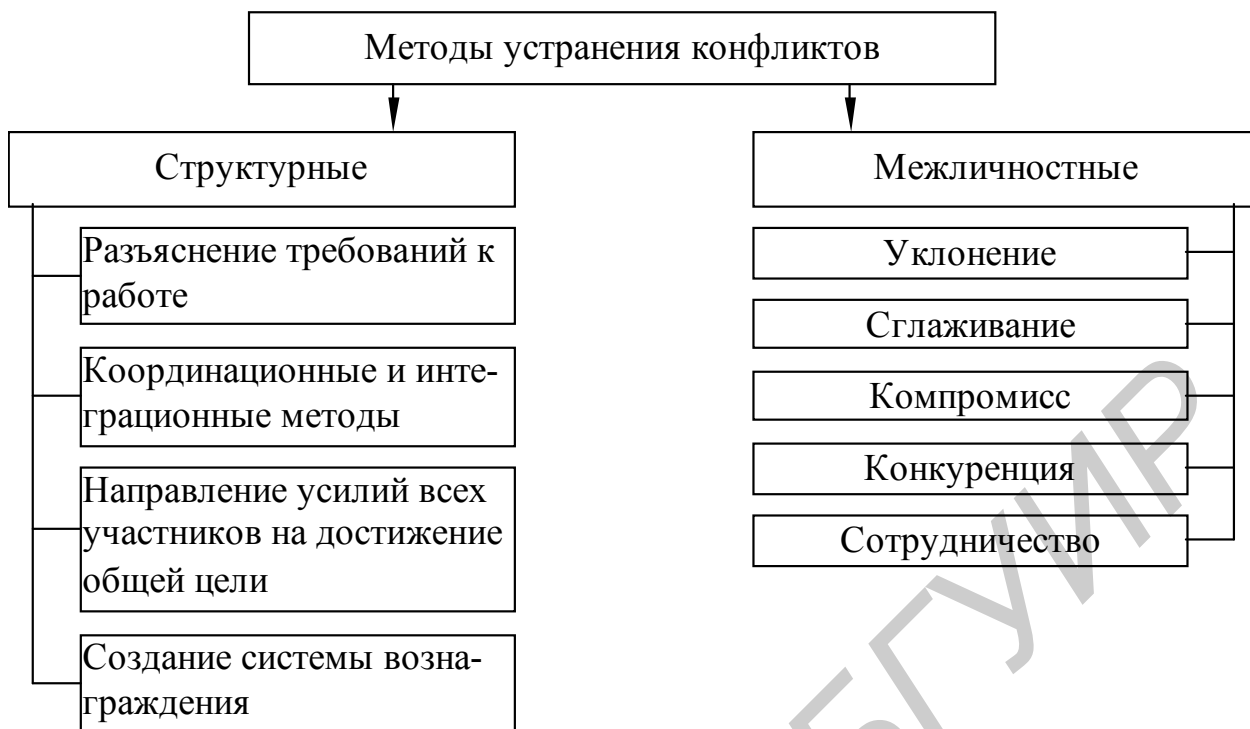 Методы устранения конфликтов
Структурные
Разъяснение требований к
работе
Координационные и инте-
грационные методы
Направление усилий всех
участников на достижение
общей цели
Создание системы возна-
граждения
Межличностные
Уклонение
Сглаживание
Компромисс
Конкуренция
Сотрудничество
БГУИР